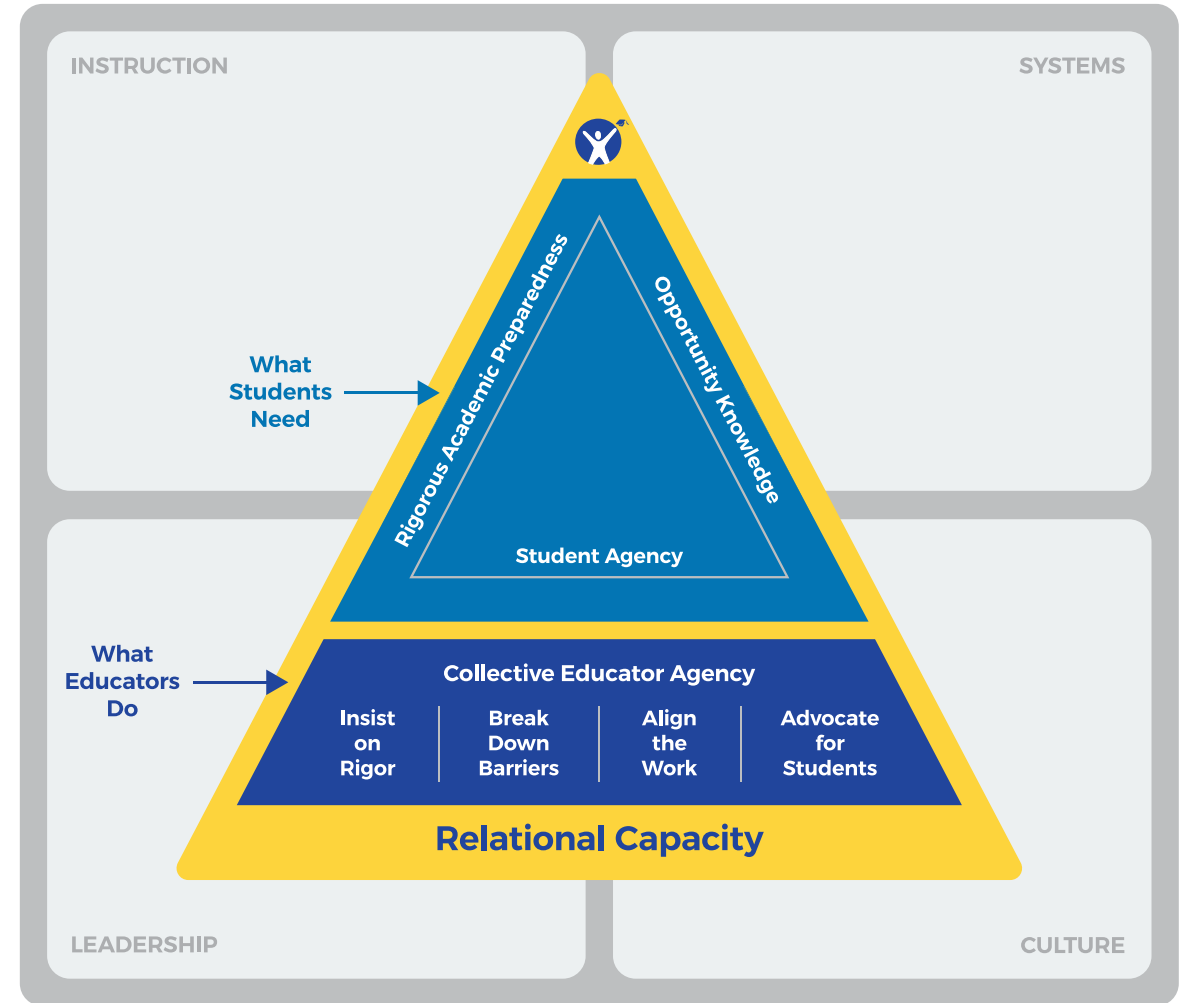 INSTRUCTION
SYSTEMS
What
Students
Need
Rigorous Academic Preparedness
Opportunity Knowledge
Student Agency
What
Educators
Do
Collective Educator Agency
Insist
on
Rigor
Break
Down
Barriers
Align
the
Work
Advocate
for
Students
Relational Capacity
LEADERSHIP
CULTURE